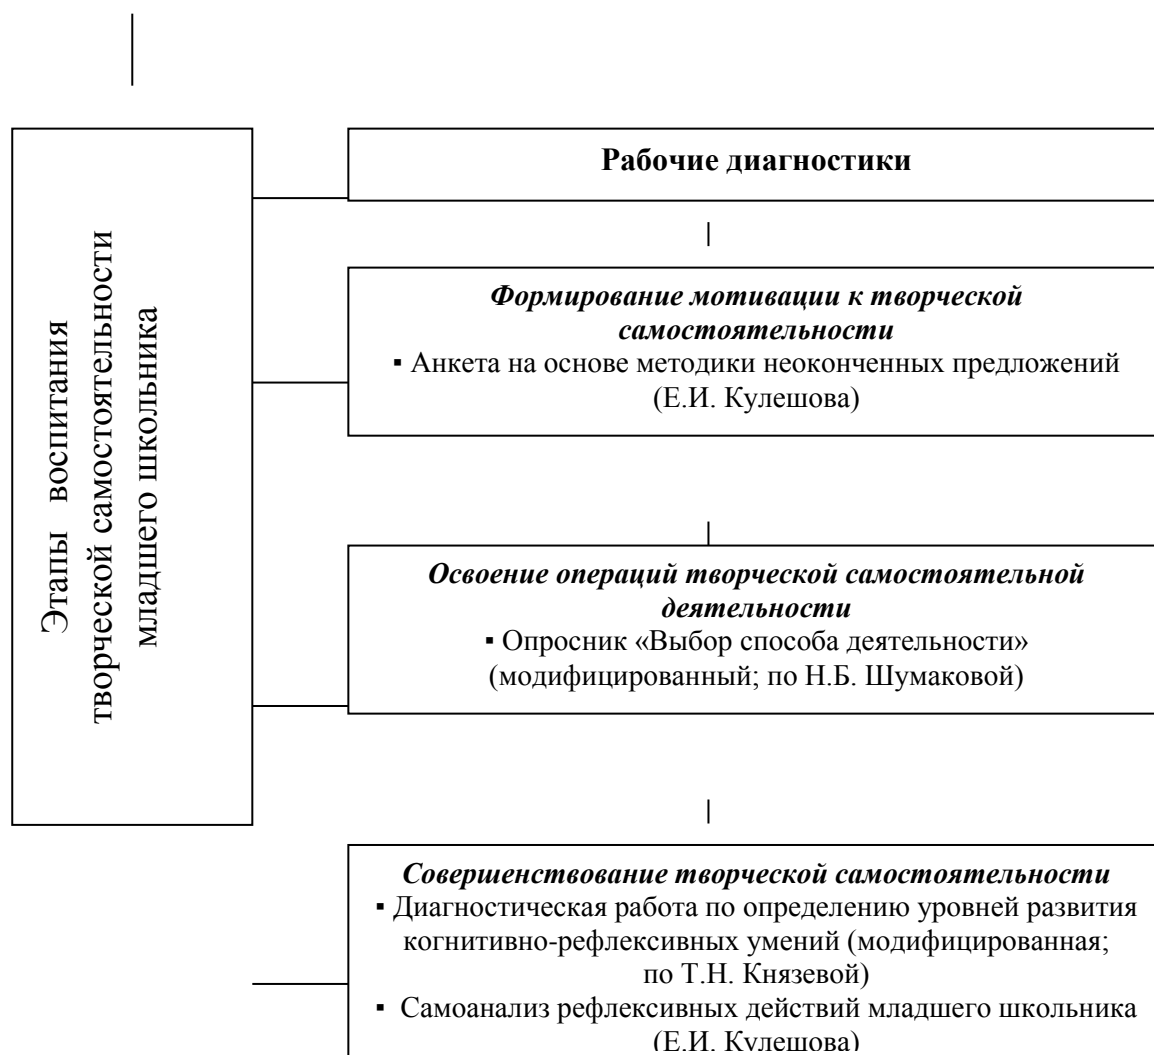 Этапы воспитания
творческой самостоятельности
младшего школьника
Рабочие диагностики
Формирование мотивации к творческой
самостоятельности
▪ Анкета на основе методики неоконченных предложений
(Е.И. Кулешова)
Освоение операций творческой самостоятельной
деятельности
▪ Опросник «Выбор способа деятельности»
(модифицированный; по Н.Б. Шумаковой)
Совершенствование творческой самостоятельности
▪ Диагностическая работа по определению уровней развития
когнитивно-рефлексивных умений (модифицированная;
по Т.Н. Князевой)
▪ Самоанализ рефлексивных действий младшего школьника
(Е.И. Кулешова)